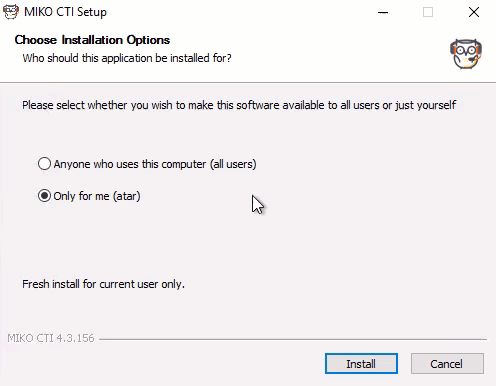 MIKO CTI Setup
Choose Installation Options
Who should this application be installed for?
Please select whether you wish to make this software available to all users or just yourself
Anyone who uses this computer (all users)
Only for me (atar)
Fresh install for current user only.
MIKO CTI 4.3.156
Install
Cancel